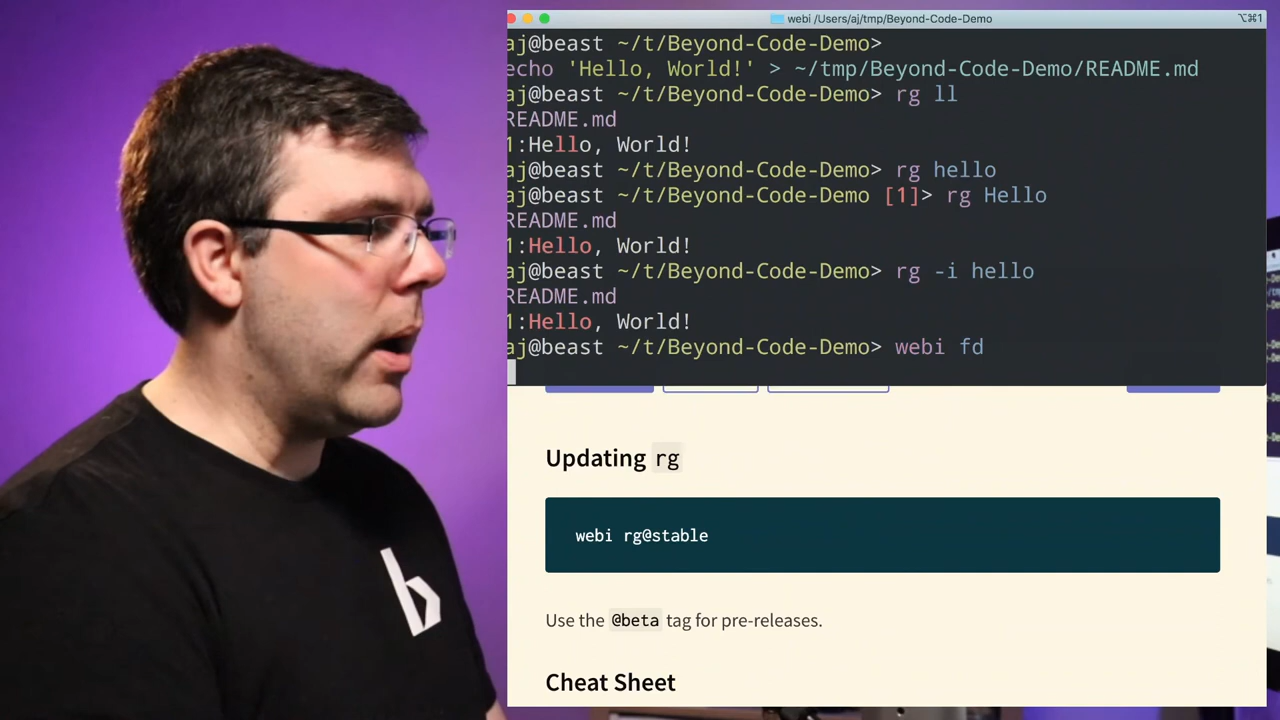 webi /Users/aj/tmp/Beyond-Code-Demo
⌥⌘1
aj@beast ~/t/Beyond-Code-Demo>
echo 'Hello, World!' > ~/tmp/Beyond-Code-Demo/README.md
aj@beast ~/t/Beyond-Code-Demo> rg ll
README.md
1:Hello, World!
aj@beast ~/t/Beyond-Code-Demo> rg hello
aj@beast ~/t/Beyond-Code-Demo [1]> rg Hello
README.md
1:Hello, World!
aj@beast ~/t/Beyond-Code-Demo> rg -i hello
README.md
1:Hello, World!
aj@beast ~/t/Beyond-Code-Demo> webi fd
Updating rg
webi rg@stable
Use the @beta tag for pre-releases.
Cheat Sheet
b